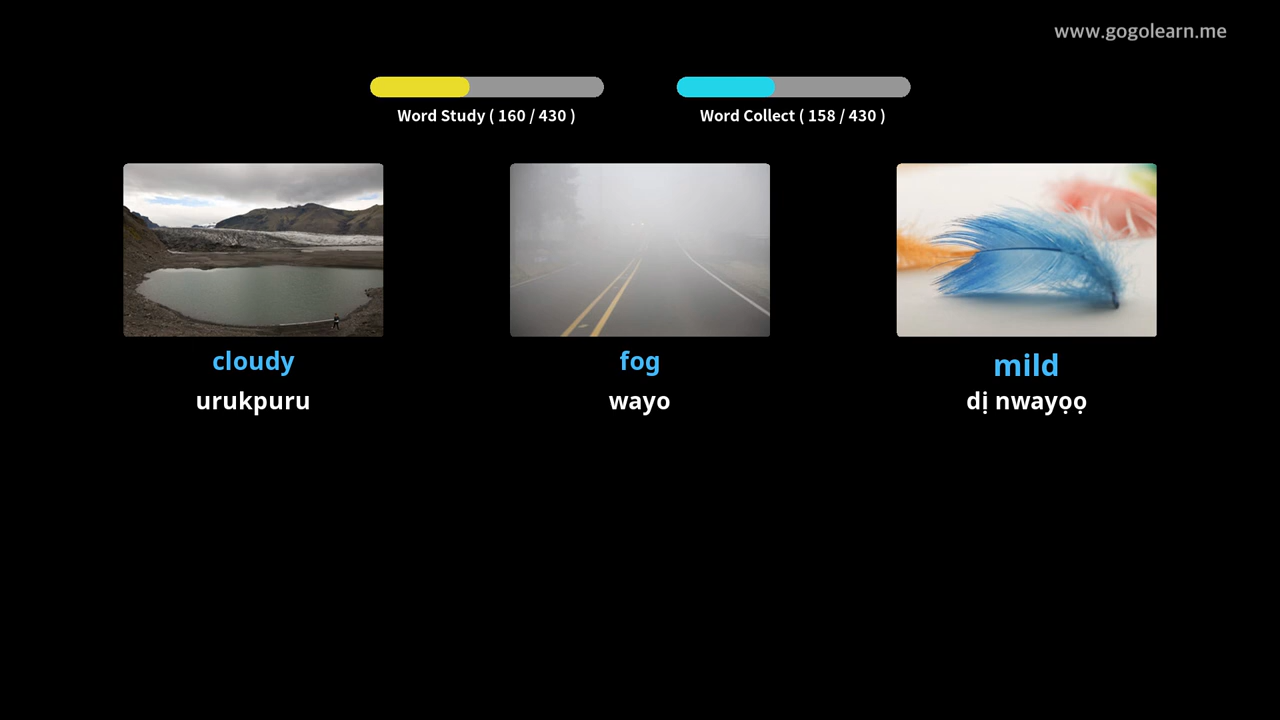 www.gogolearn.me
Word Study ( 160 / 430 )
Word Collect ( 158 / 430 )
cloudy
urukpuru
fog
wayo
mild
dị nwayọọ